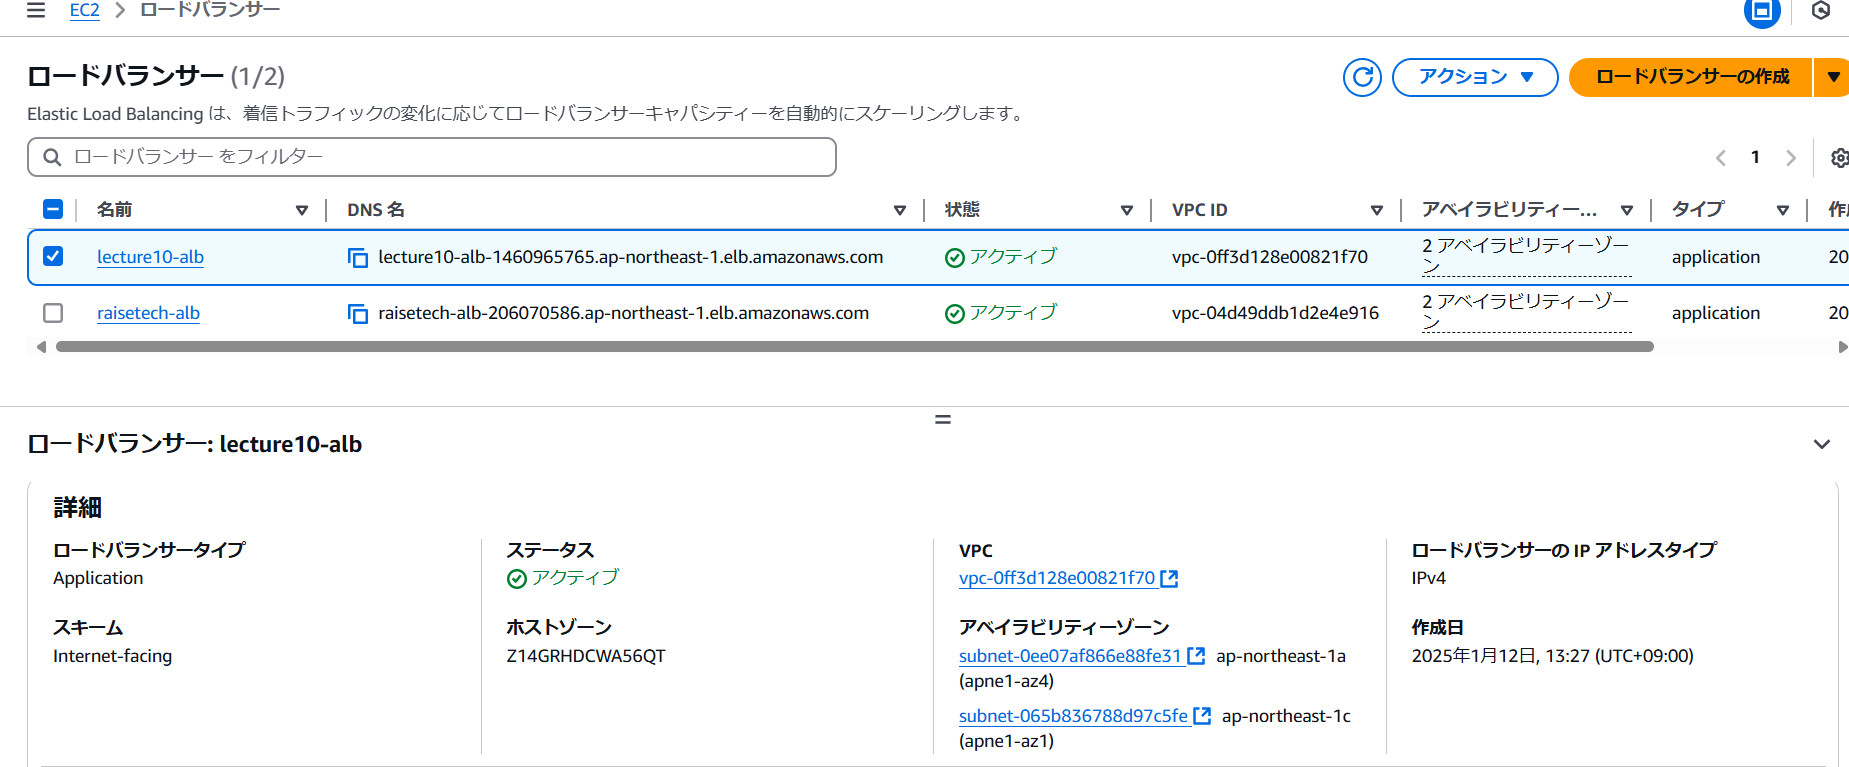 EC2 > ロードバランサー
ロードバランサー (1/2)
アクション
ロードバランサーの作成
Elastic Load Balancing は、着信トラフィックの変化に応じてロードバランサーキャパシティーを自動的にスケーリングします。
ロードバランサー をフィルター
1
名前 DNS 名 状態 VPC ID アベイラビリティー... タイプ
lecture10-alb lecture10-alb-1460965765.ap-northeast-1.elb.amazonaws.com アクティブ vpc-0ff3d128e00821f70 2 アベイラビリティーゾーン application 20
raisetech-alb raisetech-alb-206070586.ap-northeast-1.elb.amazonaws.com アクティブ vpc-04d49ddb1d2e4e916 2 アベイラビリティーゾーン application 20
ロードバランサー: lecture10-alb
詳細
ロードバランサータイプ
Application
ステータス
アクティブ
VPC
vpc-0ff3d128e00821f70
ロードバランサーの IP アドレスタイプ
IPv4
スキーム
Internet-facing
ホストゾーン
Z14GRHDCWA56QT
アベイラビリティーゾーン
subnet-0ee07af866e88fe31 ap-northeast-1a
(apne1-az4)
subnet-065b836788d97c5fe ap-northeast-1c
(apne1-az1)
作成日
2025年1月12日, 13:27 (UTC+09:00)